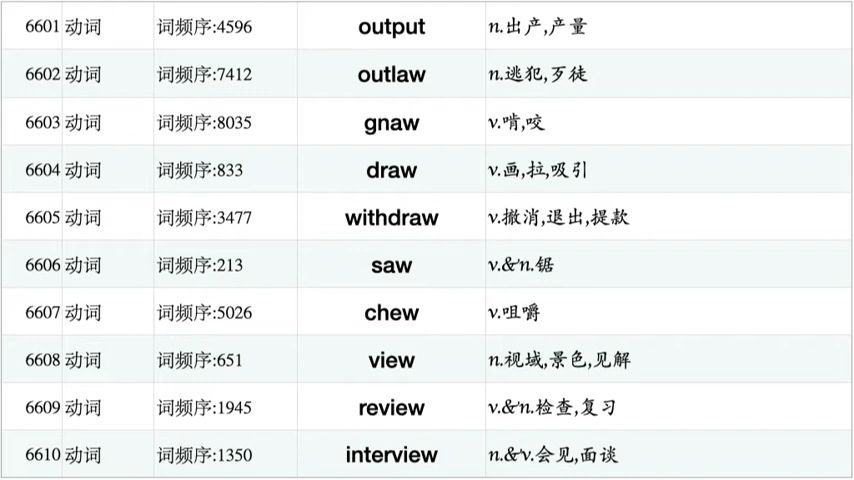 6601 动词 词频序:4596 output n.出产,产量
6602 动词 词频序:7412 outlaw n.逃犯,歹徒
6603 动词 词频序:8035 gnaw v.啃,咬
6604 动词 词频序:833 draw v.画,拉,吸引
6605 动词 词频序:3477 withdraw v.撤消,退出,提款
6606 动词 词频序:213 saw v.&n.锯
6607 动词 词频序:5026 chew v.咀嚼
6608 动词 词频序:651 view n.视域,景色,见解
6609 动词 词频序:1945 review v.&n.检查,复习
6610 动词 词频序:1350 interview n.&v.会见,面谈